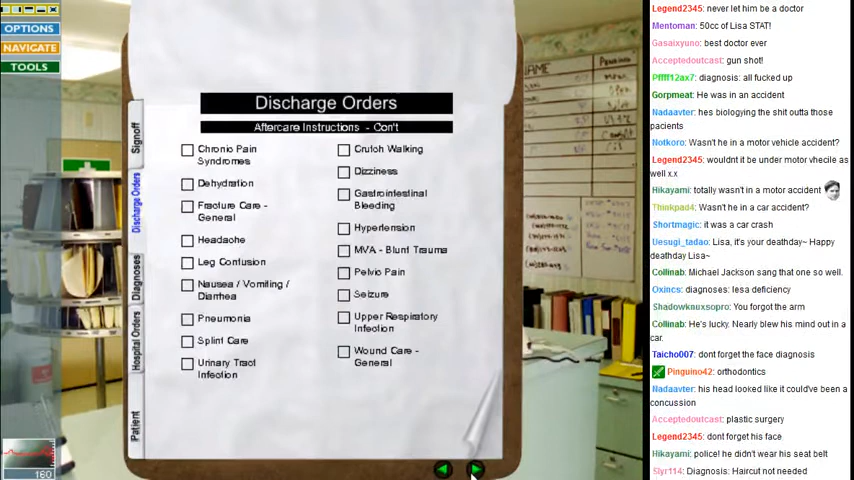 OPTIONS
NAVIGATE
TOOLS
160
Signoff
Discharge Orders
Diagnoses
Hospital Orders
Patient
Discharge Orders
Aftercare Instructions - Con't
Chronic Pain
Syndromes
Dehydration
Fracture Care -
General
Headache
Leg Contusion
Nausea / Vomiting /
Diarrhea
Pneumonia
Splint Care
Urinary Tract
Infection
Crutch Walking
Dizziness
Gastrointestinal
Bleeding
Hypertension
MVA - Blunt Trauma
Pelvic Pain
Seizure
Upper Respiratory
Infection
Wound Care -
General
NAME
Legend2345: never let him be a doctor
Mentoman: 50cc of Lisa STAT!
Gasaixyuno: best doctor ever
Acceptedoutcast: gun shot!
Pffff12ax7: diagnosis: all fucked up
Gorpmeat: He was in an accident
Nadaavter: hes biologying the shit outta those
pacients
Notkoro: Wasn't he in a motor vehicle accident?
Legend2345: wouldnt it be under motor vhecile as
well x.x
Hikayami: totally wasn't in a motor accident
Thinkpad4: Wasn't he in a car accident?
Shortmagic: it was a car crash
Uesugi_tadao: Lisa, it's your deathday~ Happy
deathday Lisa~
Collinab: Michael Jackson sang that one so well.
Oxincs: diagnoses: lesa deficiency
Shadowknuxsopro: You forgot the arm
Collinab: He's lucky. Nearly blew his mind out in a
car.
Taicho007: dont forget the face diagnosis
Pinguino42: orthodontics
Nadaavter: his head looked like it could've been a
concussion
Acceptedoutcast: plastic surgery
Legend2345: dont forget his face
Hikayami: police! he didn't wear his seat belt
Slyr114: Diagnosis: Haircut not needed